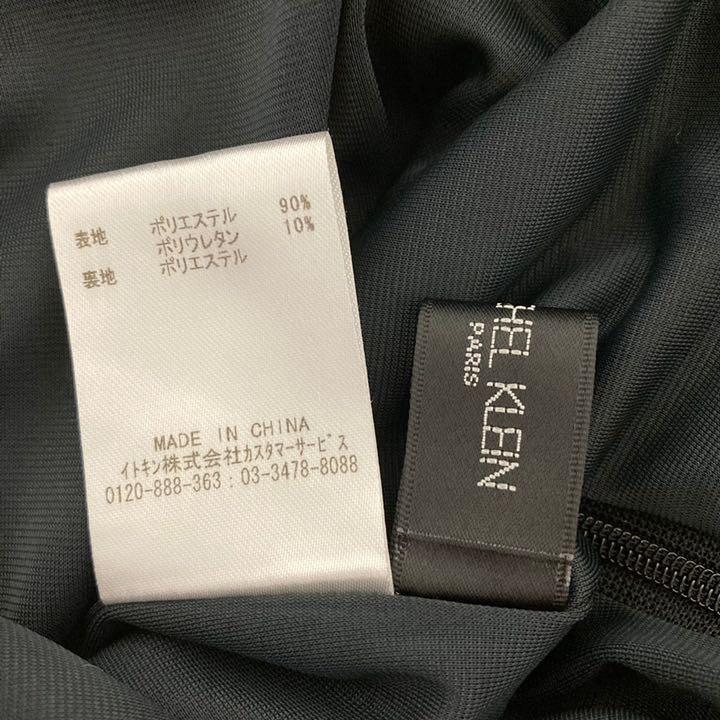 表地 ポリエステル 90%
ポリウレタン 10%
裏地 ポリエステル
MADE IN CHINA
イトキン株式会社カスタマーサービス
0120-888-363 : 03-3478-8088
HEL KLEIN
PARIS